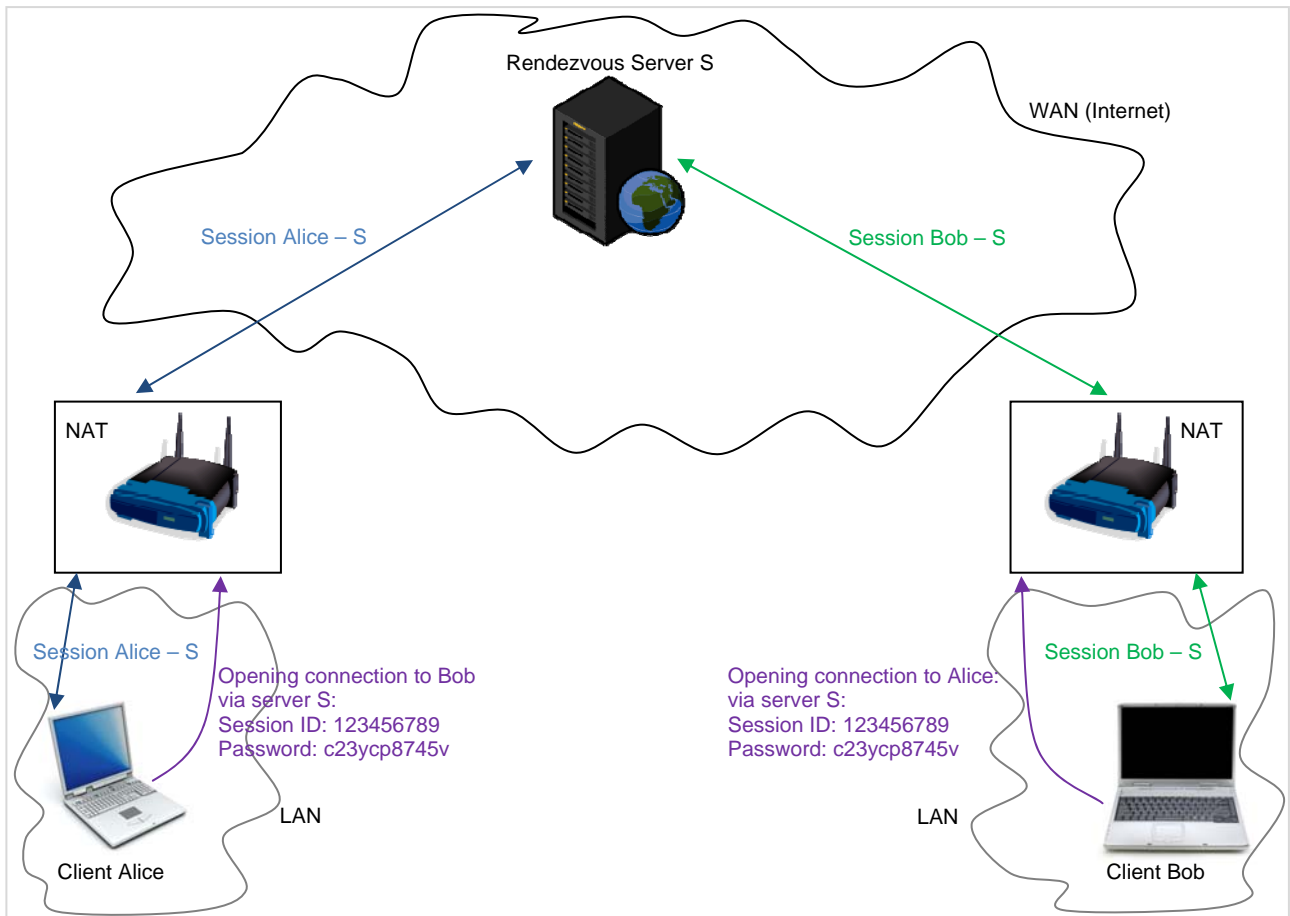 Rendezvous Server S
WAN (Internet)
Session Alice – S
Session Bob – S
NAT
NAT
Session Alice – S
Opening connection to Bob
via server S:
Session ID: 123456789
Password: c23ycp8745v
Opening connection to Alice:
via server S:
Session ID: 123456789
Password: c23ycp8745v
Session Bob – S
LAN
LAN
Client Alice
Client Bob